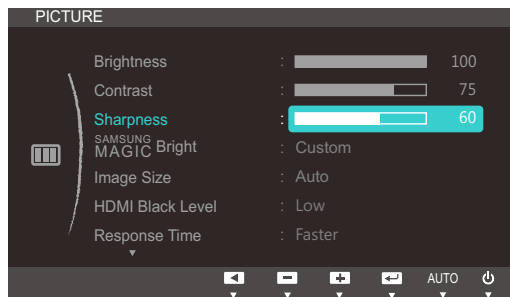 PICTURE
Brightness : 100
Contrast : 75
Sharpness : 60
SAMSUNG
MAGIC Bright : Custom
Image Size : Auto
HDMI Black Level : Low
Response Time : Faster
AUTO